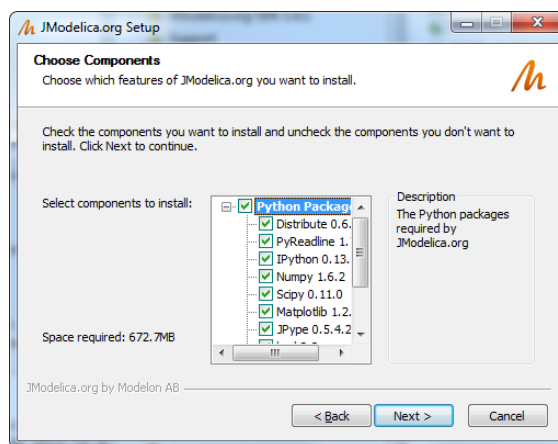 JModelica.org Setup
Choose Components
Choose which features of JModelica.org you want to install.
Check the components you want to install and uncheck the components you don't want to
install. Click Next to continue.
Select components to install:
Python Packag
Distribute 0.6.
PyReadline 1.
IPython 0.13.
Numpy 1.6.2
Scipy 0.11.0
Matplotlib 1.2.
JPype 0.5.4.2
Description
The Python packages
required by
JModelica.org
Space required: 672.7MB
JModelica.org by Modelon AB
< Back
Next >
Cancel